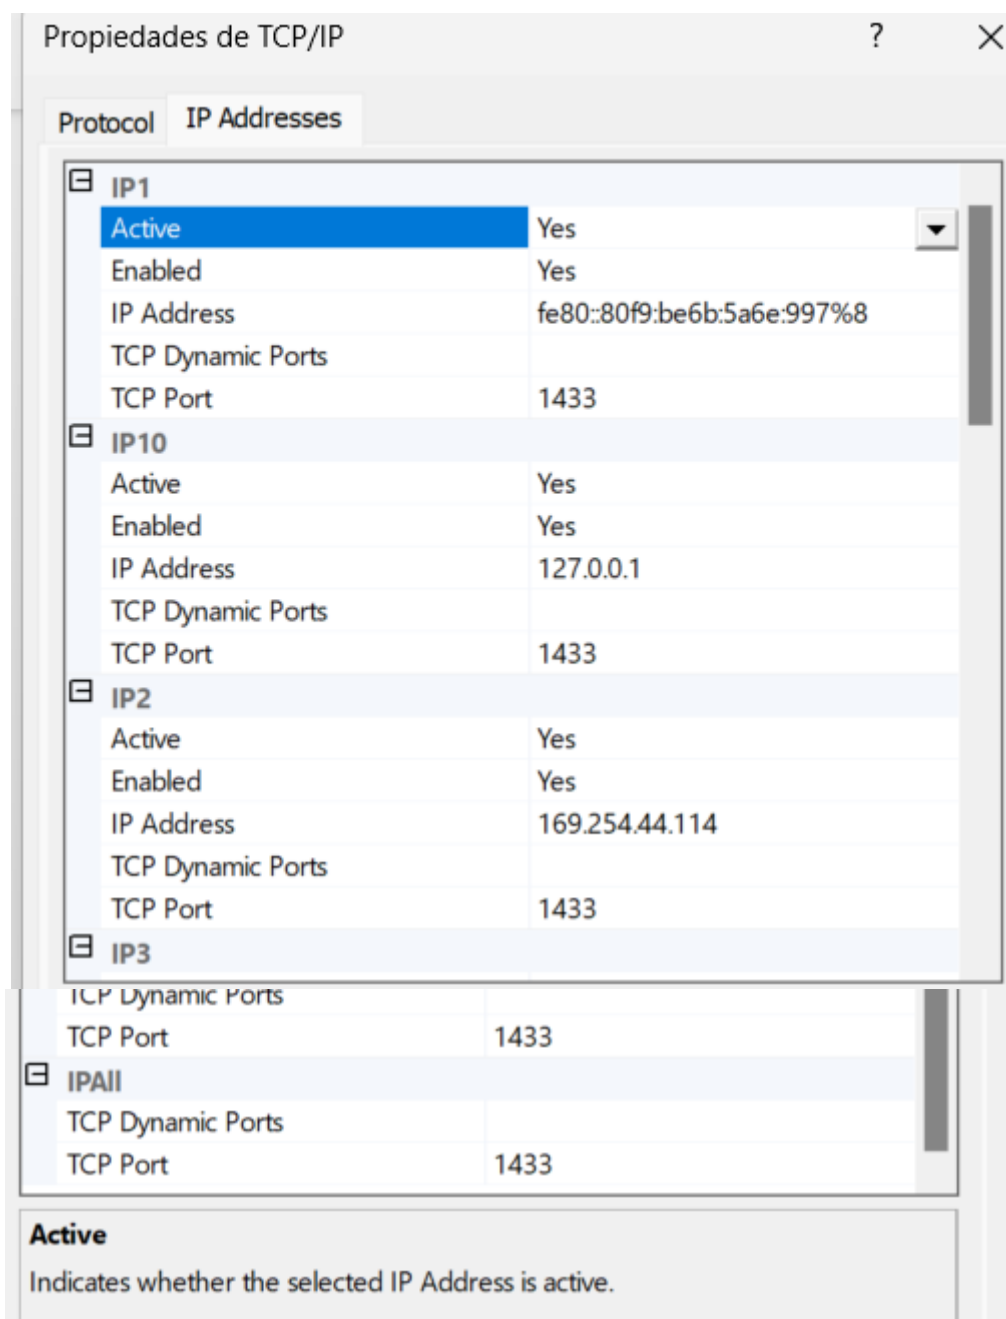 Propiedades de TCP/IP ? ×
Protocol IP Addresses
IP1
Active Yes
Enabled Yes
IP Address fe80::80f9:be6b:5a6e:997%8
TCP Dynamic Ports
TCP Port 1433
IP10
Active Yes
Enabled Yes
IP Address 127.0.0.1
TCP Dynamic Ports
TCP Port 1433
IP2
Active Yes
Enabled Yes
IP Address 169.254.44.114
TCP Dynamic Ports
TCP Port 1433
IP3
TCP Dynamic Ports
TCP Port 1433
IPAll
TCP Dynamic Ports
TCP Port 1433
Active
Indicates whether the selected IP Address is active.